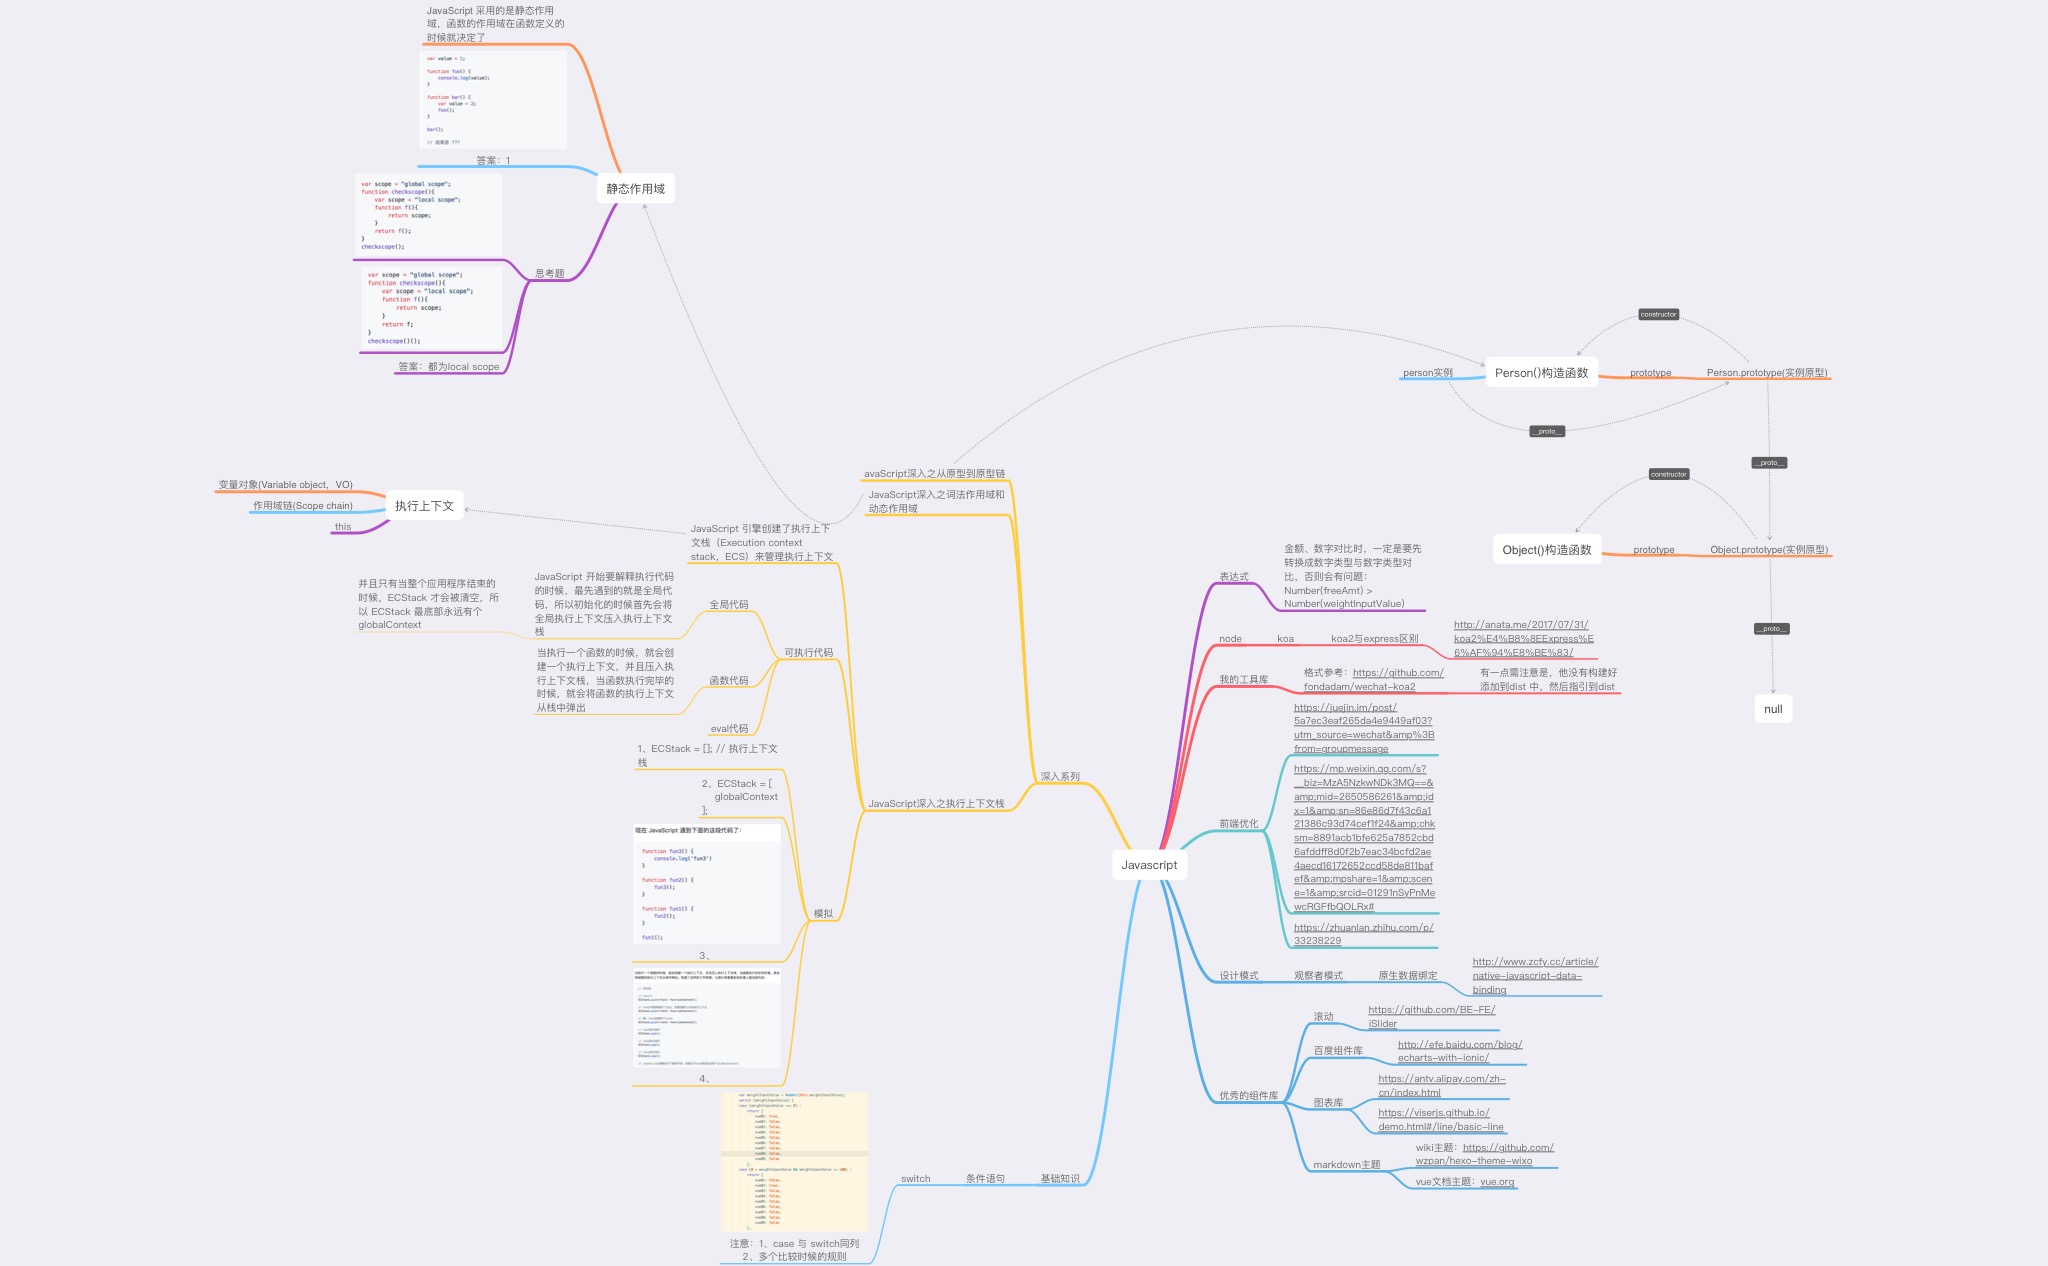 JavaScript 采用的是静态作用
域，函数的作用域在函数定义的
时候就决定了
var value = 1;
function foo() {
console.log(value);
}
function bar() {
var value = 2;
foo();
}
bar();
// 结果是 ???
答案：1
静态作用域
var scope = "global scope";
function checkscope(){
var scope = "local scope";
function f(){
return scope;
}
return f();
}
checkscope();
思考题
var scope = "global scope";
function checkscope(){
var scope = "local scope";
function f(){
return scope;
}
return f;
}
checkscope()();
答案：都为local scope
constructor
person实例
Person()构造函数
prototype
Person.prototype(实例原型)
__proto__
__proto__
constructor
Object()构造函数
prototype
Object.prototype(实例原型)
__proto__
null
变量对象(Variable object，VO)
作用域链(Scope chain)
this
执行上下文
avaScript深入之从原型到原型链
JavaScript深入之词法作用域和
动态作用域
JavaScript 引擎创建了执行上下
文栈（Execution context
stack，ECS）来管理执行上下文
并且只有当整个应用程序结束的
时候，ECStack 才会被清空，所
以 ECStack 最底部永远有个
globalContext
JavaScript 开始要解释执行代码
的时候，最先遇到的就是全局代
码，所以初始化的时候首先会将
全局执行上下文压入执行上下文
栈
全局代码
可执行代码
当执行一个函数的时候，就会创
建一个执行上下文，并且压入执
行上下文栈，当函数执行完毕的
时候，就会将函数的执行上下文
从栈中弹出
函数代码
eval代码
1、ECStack = []; // 执行上下文
栈
2、ECStack = [
globalContext
];
现在 JavaScript 遇到下面的这段代码了：
function fun3() {
console.log('fun3')
}
function fun2() {
fun3();
}
function fun1() {
fun2();
}
fun1();
3、
模拟
4、
JavaScript深入之执行上下文栈
深入系列
Javascript
表达式
金额、数字对比时，一定是要先
转换成数字类型与数字类型对
比，否则会有问题：
Number(freeAmt) >
Number(weightInputValue)
node
koa
koa2与express区别
http://anata.me/2017/07/31/
koa2%E4%B8%8EExpress%E
6%AF%94%E8%BE%83/
我的工具库
格式参考：https://github.com/
fondadam/wechat-koa2
有一点需注意是，他没有构建好
添加到dist 中，然后指引到dist
前端优化
https://juejin.im/post/
5a7ec3eaf265da4e9449af03?
utm_source=wechat&amp%3B
from=groupmessage
https://mp.weixin.qq.com/s?
__biz=MzA5NzkwNDk3MQ==&
amp;mid=2650586261&amp;id
x=1&amp;sn=86e86d7f43c6a1
21386c93d74cef1f24&amp;chk
sm=8891acb1bfe625a7852cbd
6afddff8d0f2b7eac34bcfd2ae
4aecd16172652ccd58de811baf
ef&amp;mpshare=1&amp;scen
e=1&amp;srcid=01291nSyPnMe
wcRGFfbQOLRx#
https://zhuanlan.zhihu.com/p/
33238229
设计模式
观察者模式
原生数据绑定
http://www.zcfy.cc/article/
native-javascript-data-
binding
优秀的组件库
滚动
https://github.com/BE-FE/
iSlider
百度组件库
http://efe.baidu.com/blog/
echarts-with-ionic/
图表库
https://antv.alipay.com/zh-
cn/index.html
https://viserjs.github.io/
demo.html#/line/basic-line
markdown主题
wiki主题：https://github.com/
wzpan/hexo-theme-wixo
vue文档主题：vue.org
基础知识
条件语句
switch
注意：1、case 与 switch同列
2、多个比较时候的规则